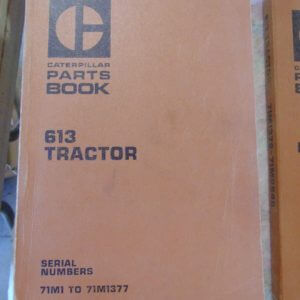 CATERPILLAR
PARTS
BOOK
613
TRACTOR
SERIAL
NUMBERS
71M1 TO 71M1377